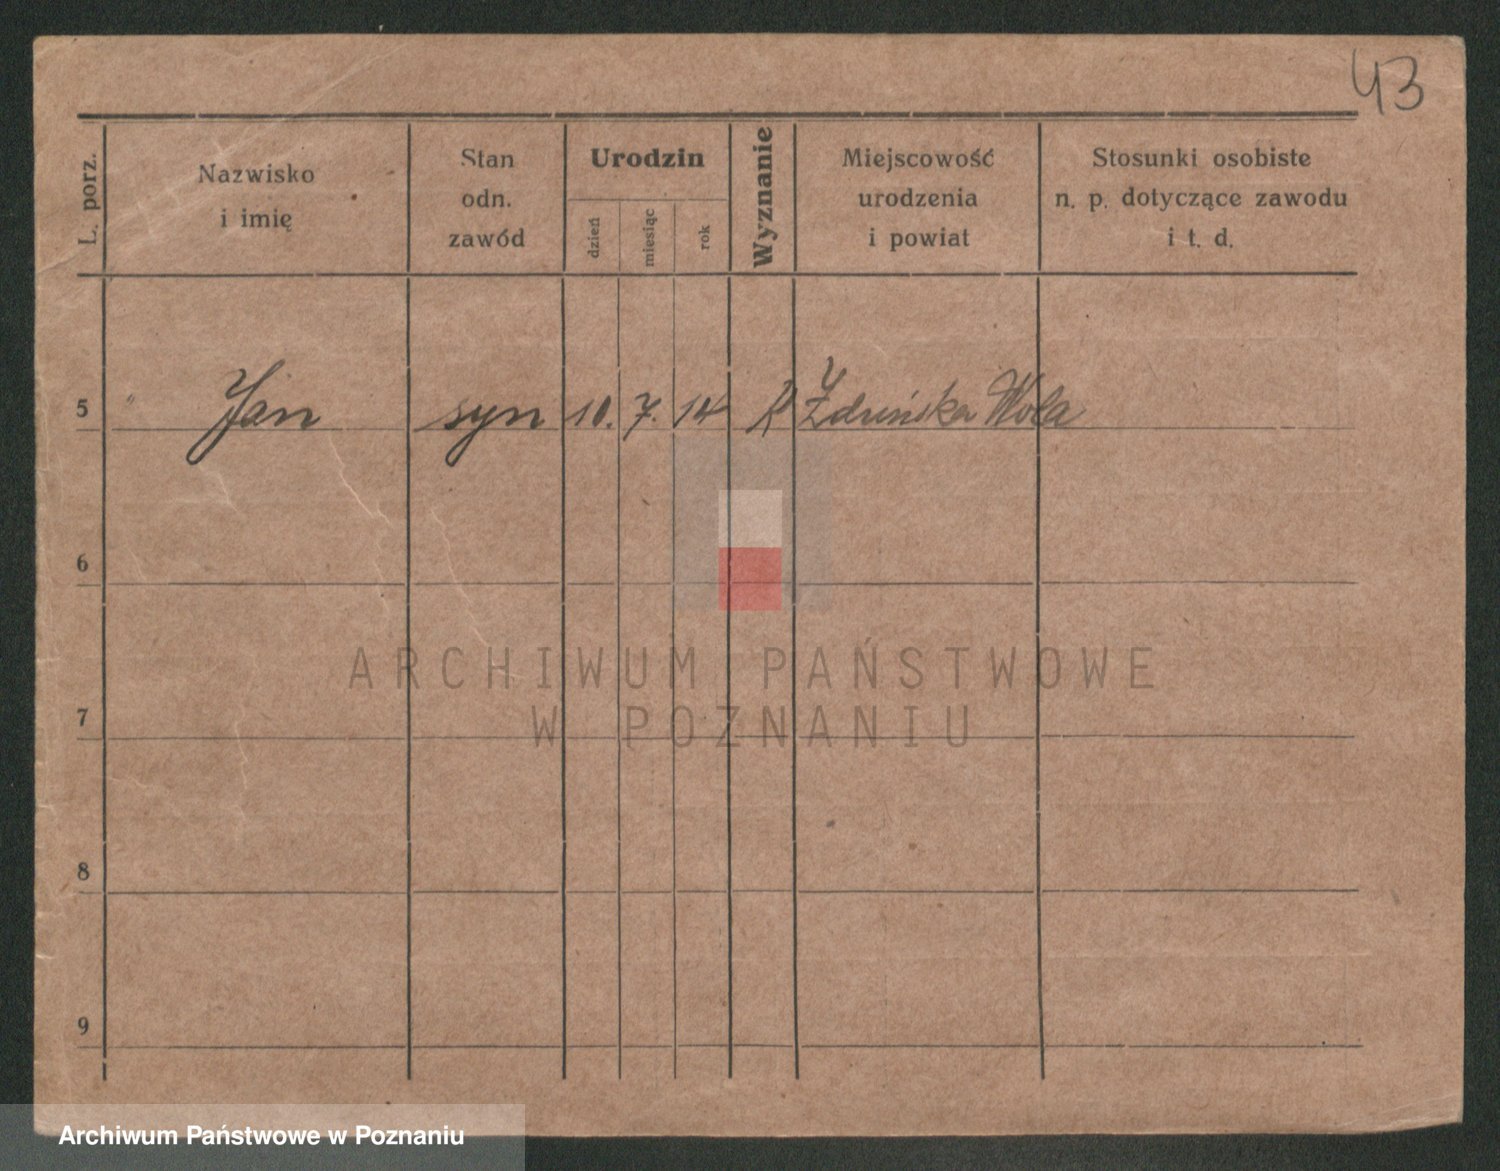 43
L. porz.
Nazwisko
i imię
Stan
odn.
zawód
Urodzin
dzień
miesiąc
rok
Wyznanie
Miejscowość
urodzenia
i powiat
Stosunki osobiste
n. p. dotyczące zawodu
i t. d.
5 " Jan syn 10. 7. 14 R Zduńska Wola
6
7
8
9
ARCHIWUM PAŃSTWOWE
W POZNANIU
Archiwum Państwowe w Poznaniu